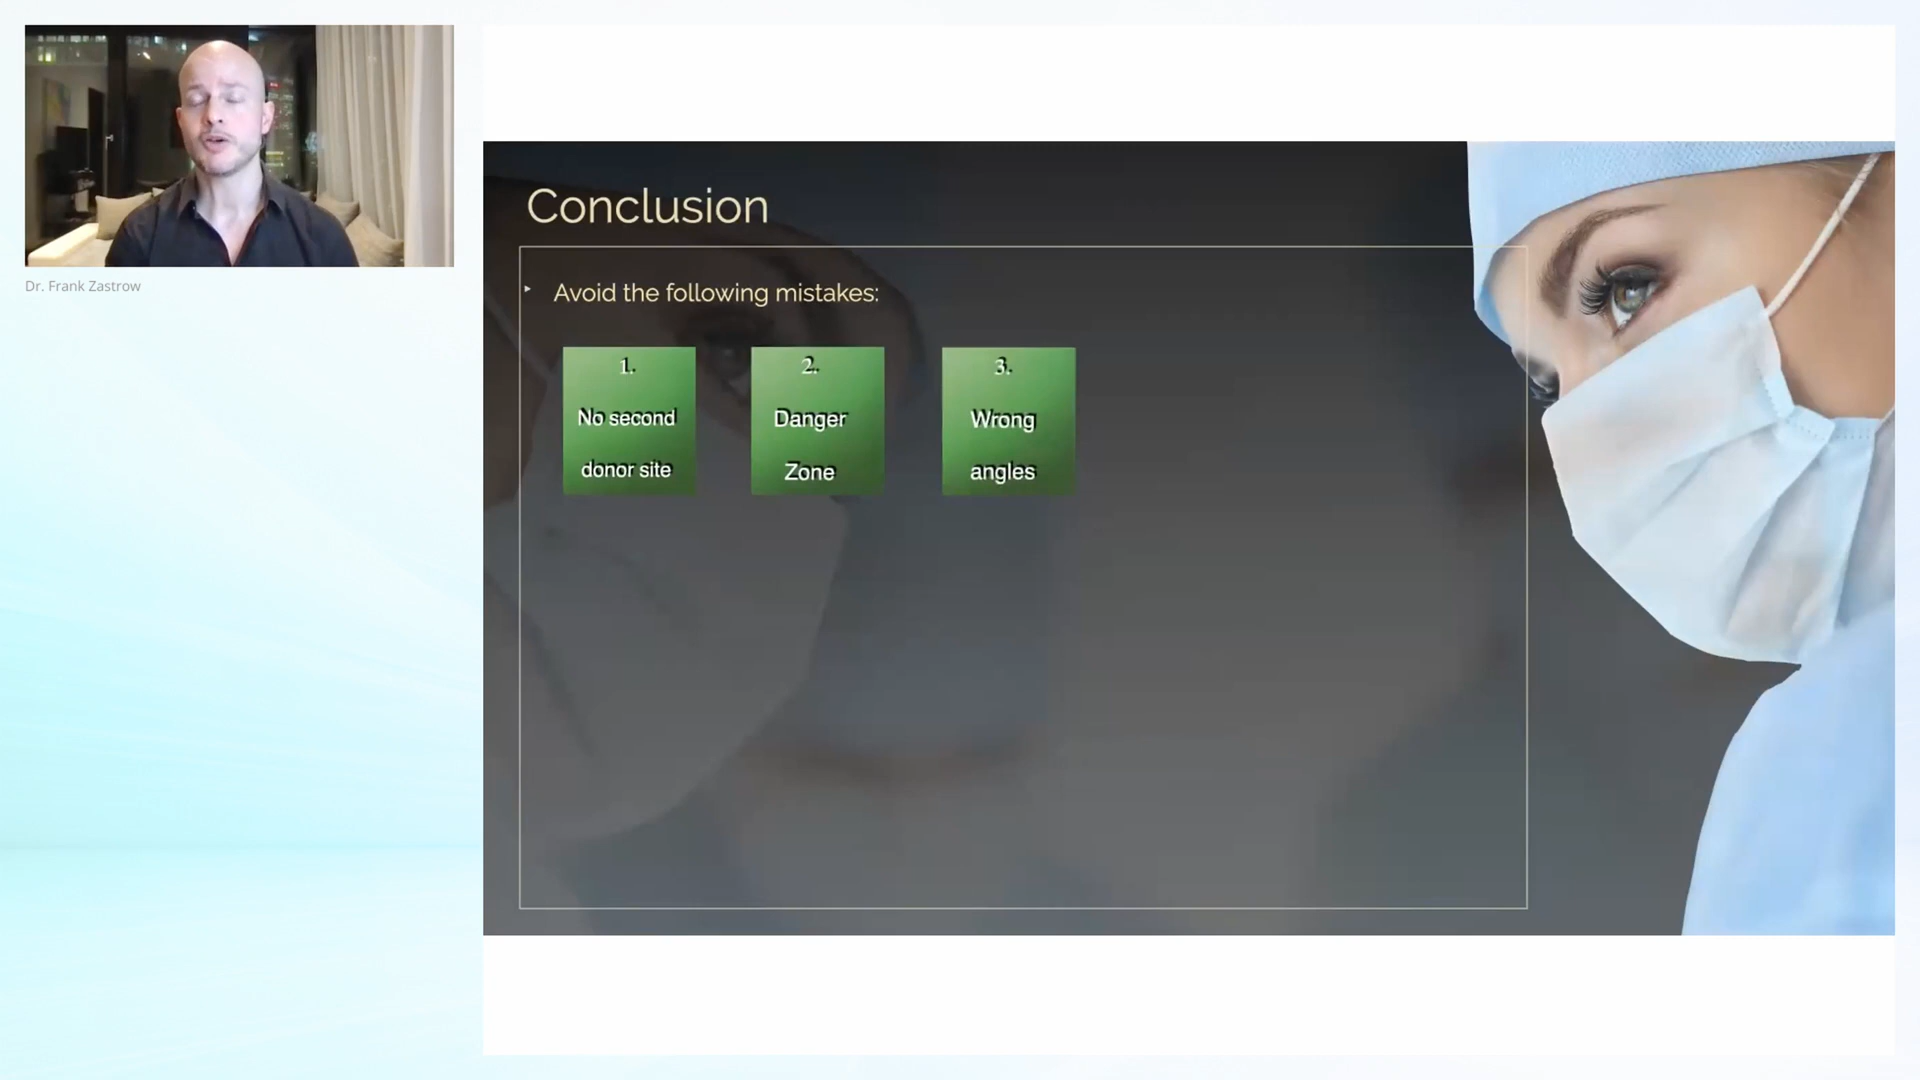 Dr. Frank Zastrow
Conclusion
‣ Avoid the following mistakes:
1.
No second
donor site
2.
Danger
Zone
3.
Wrong
angles